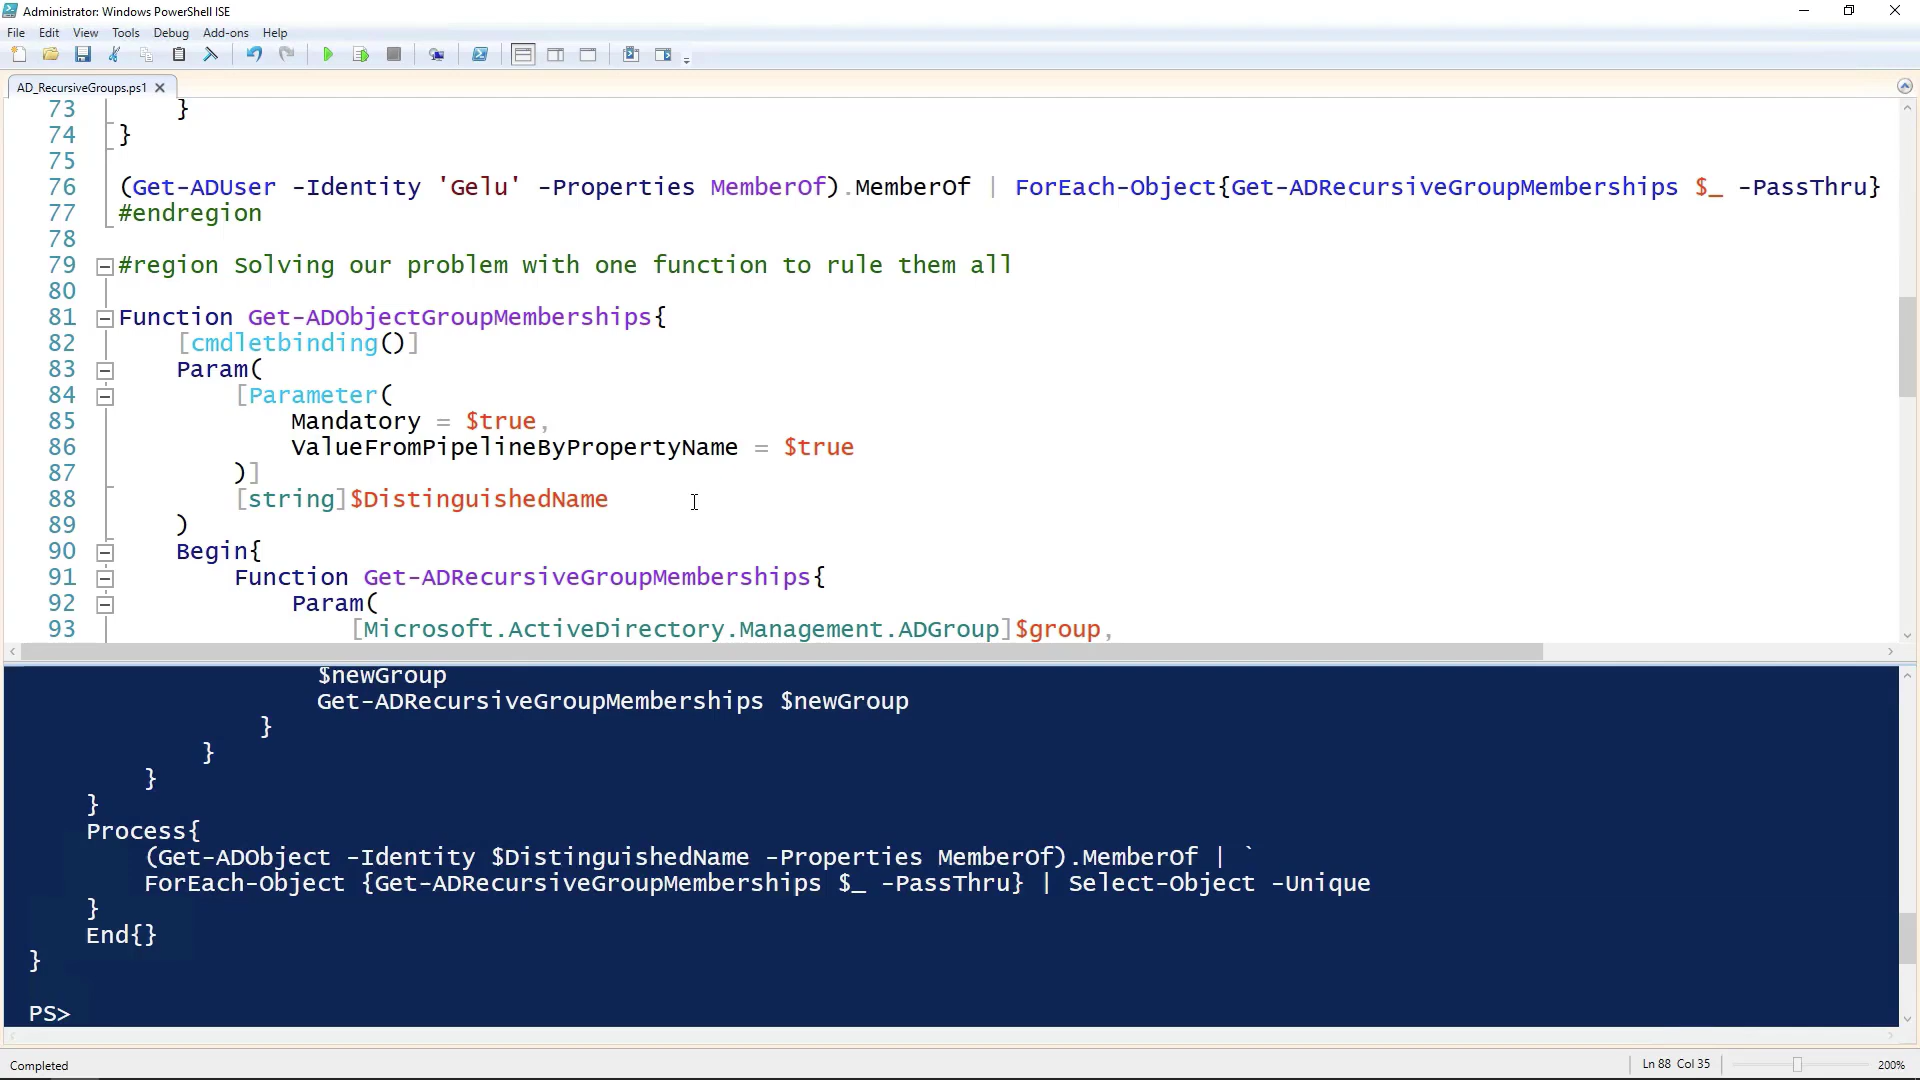 Administrator: Windows PowerShell ISE
File Edit View Tools Debug Add-ons Help
AD_RecursiveGroups.ps1
73 }
74 }
75
76 (Get-ADUser -Identity 'Gelu' -Properties MemberOf).MemberOf | ForEach-Object{Get-ADRecursiveGroupMemberships $_ -PassThru}
77 #endregion
78
79 #region Solving our problem with one function to rule them all
80
81 Function Get-ADObjectGroupMemberships{
82 [cmdletbinding()]
83 Param(
84 [Parameter(
85 Mandatory = $true,
86 ValueFromPipelineByPropertyName = $true
87 )]
88 [string]$DistinguishedName
89 )
90 Begin{
91 Function Get-ADRecursiveGroupMemberships{
92 Param(
93 [Microsoft.ActiveDirectory.Management.ADGroup]$group,
$newGroup
Get-ADRecursiveGroupMemberships $newGroup
}
}
}
}
Process{
(Get-ADObject -Identity $DistinguishedName -Properties MemberOf).MemberOf | `
ForEach-Object {Get-ADRecursiveGroupMemberships $_ -PassThru} | Select-Object -Unique
}
End{}
}
PS>
Completed
Ln 88 Col 35
200%